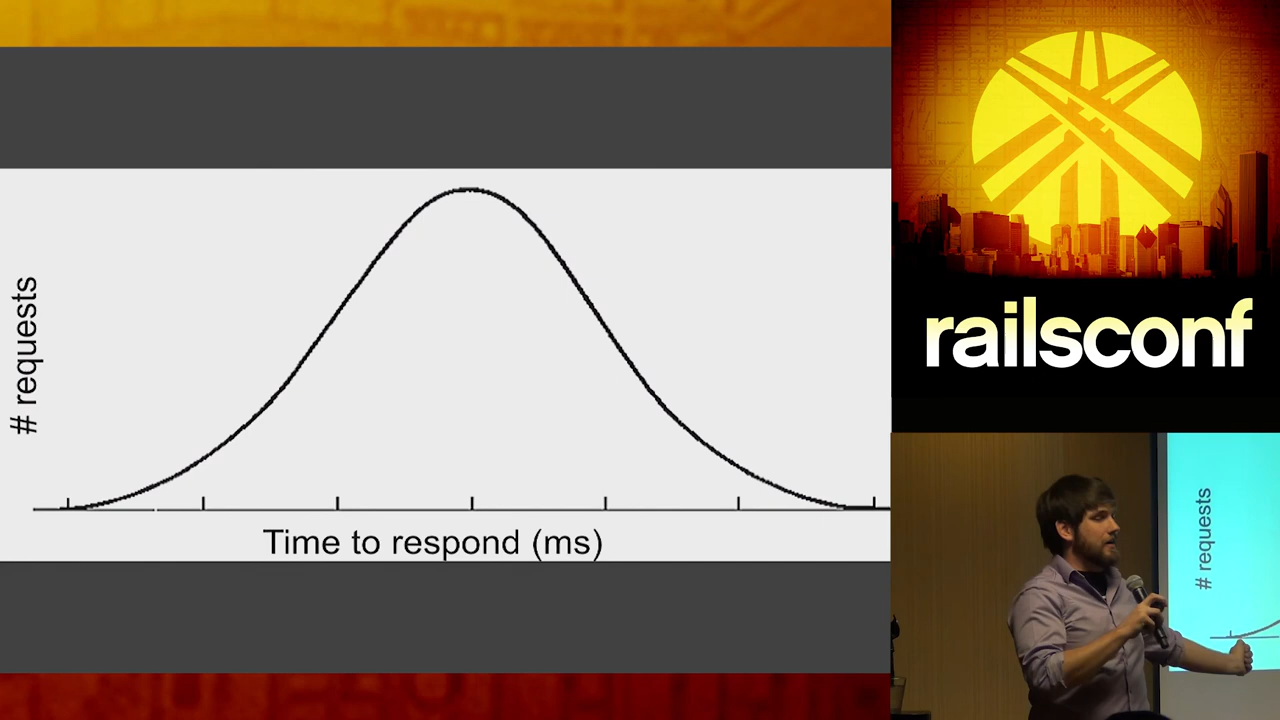 # requests
Time to respond (ms)
railsconf
# requests